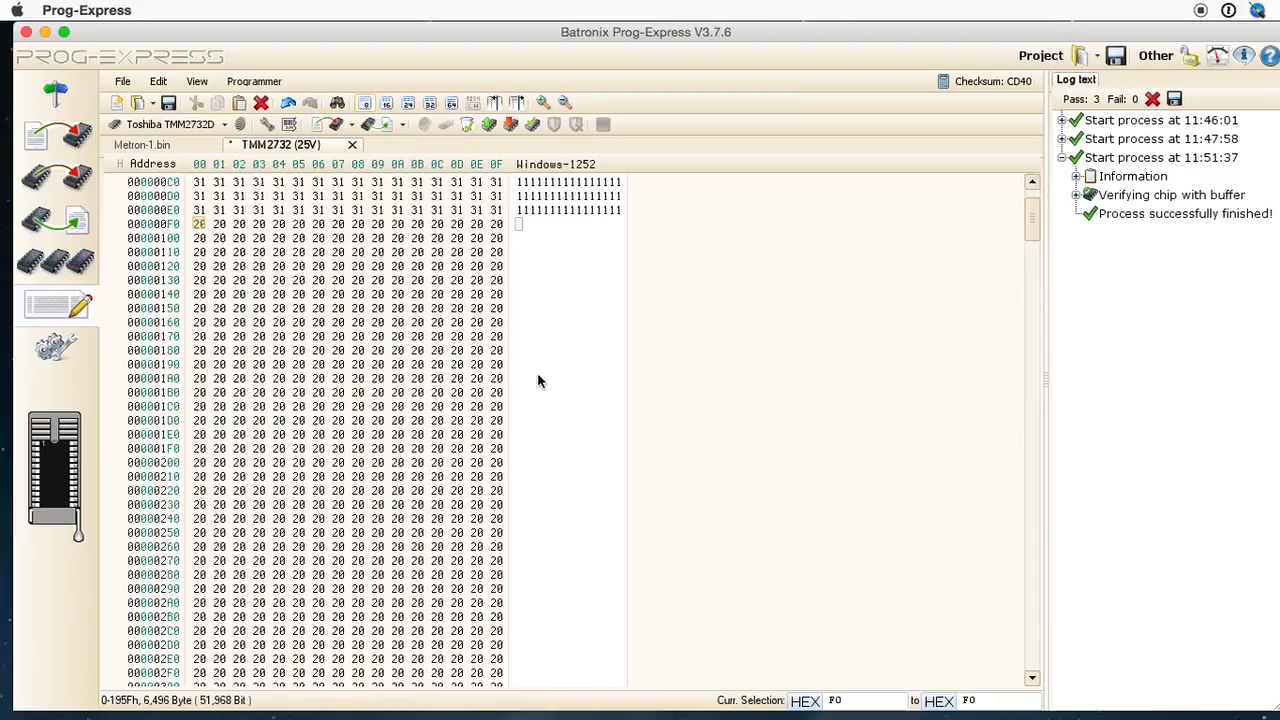 Prog-Express
Batronix Prog-Express V3.7.6
PROG-EXPRESS
Project
Other
File Edit View Programmer
Checksum: CD40
Toshiba TMM2732D
Metron-1.bin
* TMM2732 (25V)
H Address 00 01 02 03 04 05 06 07 08 09 0A 0B 0C 0D 0E 0F Windows-1252
000000C0 31 31 31 31 31 31 31 31 31 31 31 31 31 31 31 31 1111111111111111
000000D0 31 31 31 31 31 31 31 31 31 31 31 31 31 31 31 31 1111111111111111
000000E0 31 31 31 31 31 31 31 31 31 31 31 31 31 31 31 31 1111111111111111
000000F0 20 20 20 20 20 20 20 20 20 20 20 20 20 20 20 20
00000100 20 20 20 20 20 20 20 20 20 20 20 20 20 20 20 20
00000110 20 20 20 20 20 20 20 20 20 20 20 20 20 20 20 20
00000120 20 20 20 20 20 20 20 20 20 20 20 20 20 20 20 20
00000130 20 20 20 20 20 20 20 20 20 20 20 20 20 20 20 20
00000140 20 20 20 20 20 20 20 20 20 20 20 20 20 20 20 20
00000150 20 20 20 20 20 20 20 20 20 20 20 20 20 20 20 20
00000160 20 20 20 20 20 20 20 20 20 20 20 20 20 20 20 20
00000170 20 20 20 20 20 20 20 20 20 20 20 20 20 20 20 20
00000180 20 20 20 20 20 20 20 20 20 20 20 20 20 20 20 20
00000190 20 20 20 20 20 20 20 20 20 20 20 20 20 20 20 20
000001A0 20 20 20 20 20 20 20 20 20 20 20 20 20 20 20 20
000001B0 20 20 20 20 20 20 20 20 20 20 20 20 20 20 20 20
000001C0 20 20 20 20 20 20 20 20 20 20 20 20 20 20 20 20
000001D0 20 20 20 20 20 20 20 20 20 20 20 20 20 20 20 20
000001E0 20 20 20 20 20 20 20 20 20 20 20 20 20 20 20 20
000001F0 20 20 20 20 20 20 20 20 20 20 20 20 20 20 20 20
00000200 20 20 20 20 20 20 20 20 20 20 20 20 20 20 20 20
00000210 20 20 20 20 20 20 20 20 20 20 20 20 20 20 20 20
00000220 20 20 20 20 20 20 20 20 20 20 20 20 20 20 20 20
00000230 20 20 20 20 20 20 20 20 20 20 20 20 20 20 20 20
00000240 20 20 20 20 20 20 20 20 20 20 20 20 20 20 20 20
00000250 20 20 20 20 20 20 20 20 20 20 20 20 20 20 20 20
00000260 20 20 20 20 20 20 20 20 20 20 20 20 20 20 20 20
00000270 20 20 20 20 20 20 20 20 20 20 20 20 20 20 20 20
00000280 20 20 20 20 20 20 20 20 20 20 20 20 20 20 20 20
00000290 20 20 20 20 20 20 20 20 20 20 20 20 20 20 20 20
000002A0 20 20 20 20 20 20 20 20 20 20 20 20 20 20 20 20
000002B0 20 20 20 20 20 20 20 20 20 20 20 20 20 20 20 20
000002C0 20 20 20 20 20 20 20 20 20 20 20 20 20 20 20 20
000002D0 20 20 20 20 20 20 20 20 20 20 20 20 20 20 20 20
000002E0 20 20 20 20 20 20 20 20 20 20 20 20 20 20 20 20
000002F0 20 20 20 20 20 20 20 20 20 20 20 20 20 20 20 20
0-195Fh, 6,496 Byte ( 51,968 Bit )
Curr. Selection: HEX F0 to HEX F0
Log text
Pass: 3 Fail: 0
Start process at 11:46:01
Start process at 11:47:58
Start process at 11:51:37
Information
Verifying chip with buffer
Process successfully finished!